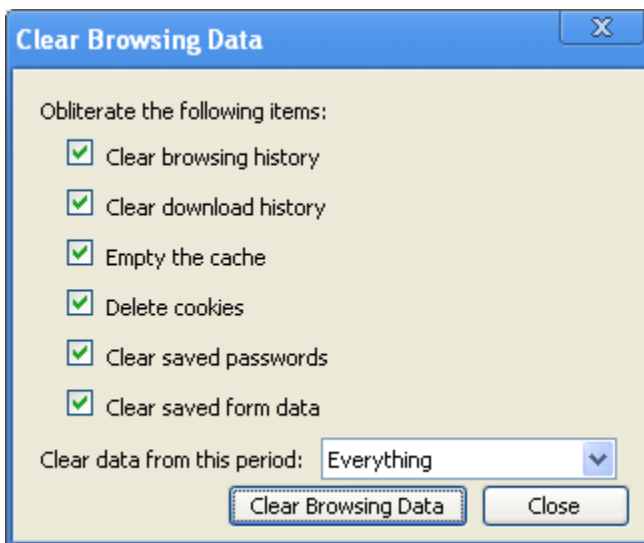 Clear Browsing Data
Obliterate the following items:
Clear browsing history
Clear download history
Empty the cache
Delete cookies
Clear saved passwords
Clear saved form data
Clear data from this period: Everything
Clear Browsing Data Close